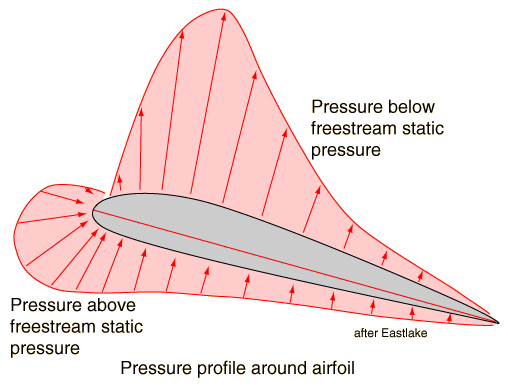 Pressure below
freestream static
pressure
Pressure above
freestream static
pressure
after Eastlake
Pressure profile around airfoil